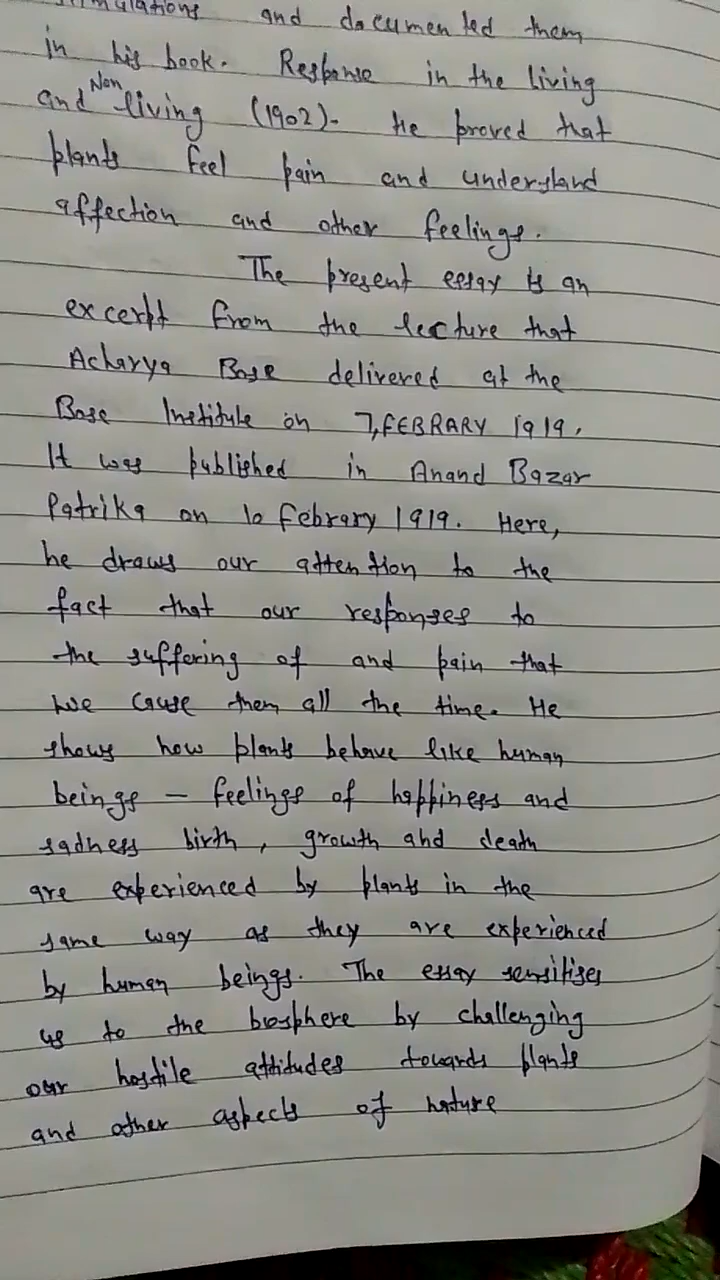 and documented them
in his book. Response in the living
and Non living (1902)- He proved that
plants feel pain and understand
affection and other feelings.
The present essay is an
excerpt from the lecture that
Acharya Bose delivered at the
Bose Institute on 7, FEBRARY 1919.
It was published in Anand Bazar
Patrika on 10 Febrary 1919. Here,
he draws our attention to the
fact that our responses to
the suffering of and pain that
we cause them all the time. He
shows how plants behave like human
beings – feelings of happiness and
sadness birth, growth and death
are experienced by plants in the
same way as they are experienced
by human beings. The essay sensitises
us to the biosphere by challenging
our hostile attitudes towards plants
and other aspects of nature